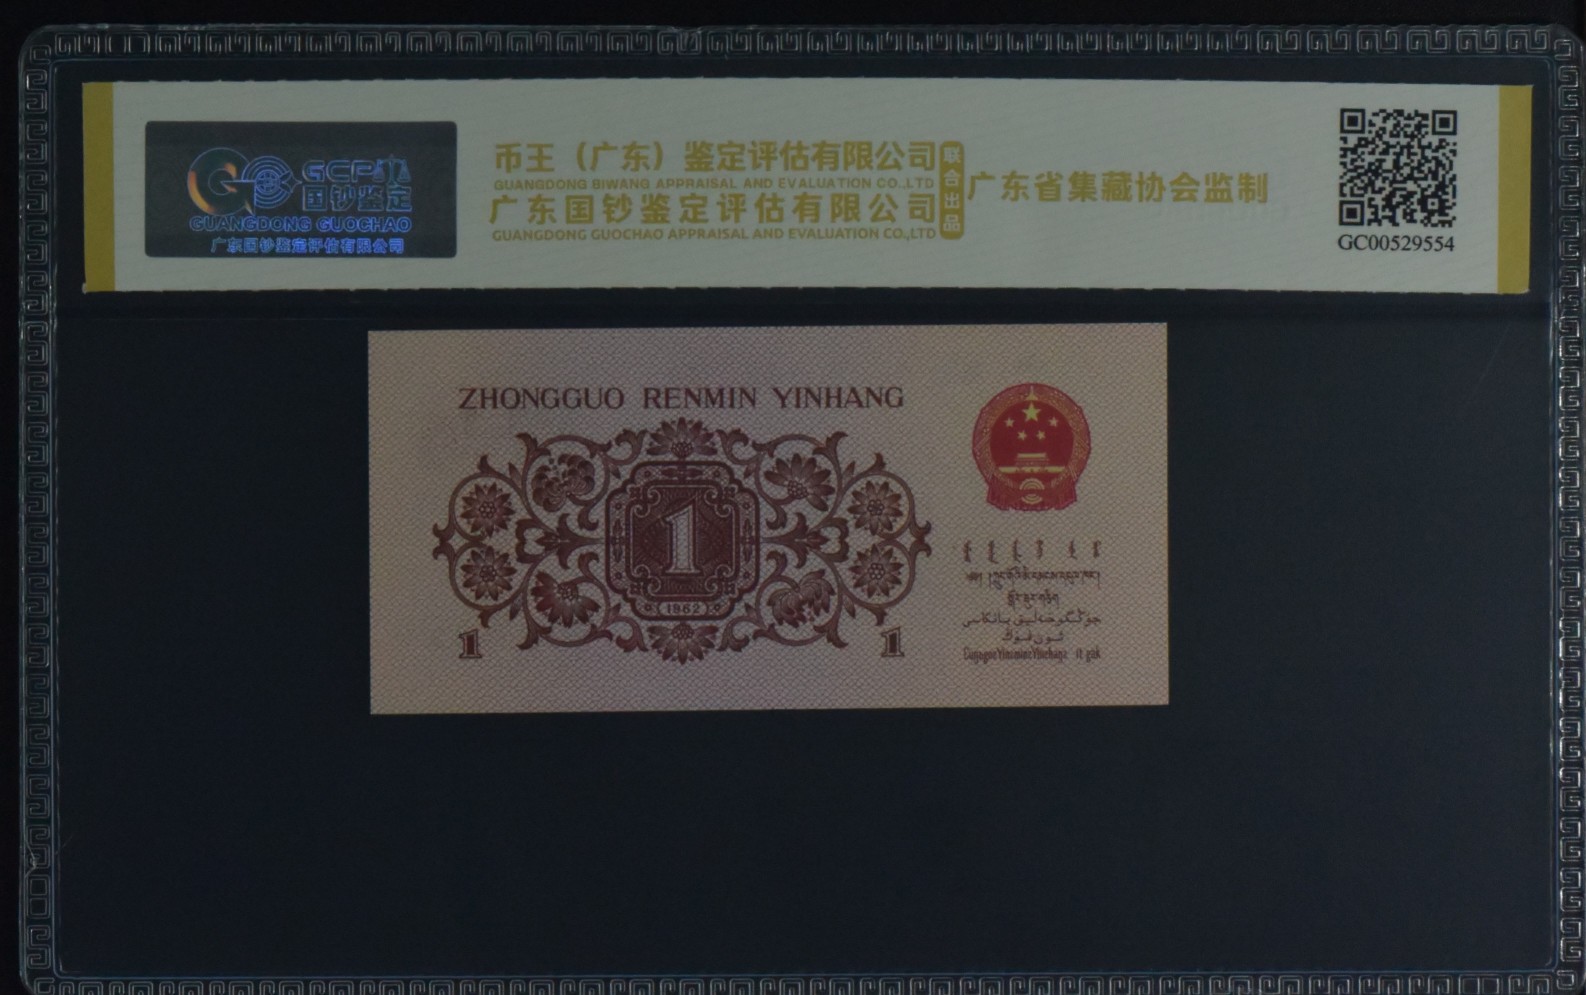 GCP
国钞鉴定
GUANGDONG GUOCHAO
广东国钞鉴定评估有限公司
币王（广东）鉴定评估有限公司
GUANGDONG BIWANG APPRAISAL AND EVALUATION CO.,LTD
广东国钞鉴定评估有限公司
GUANGDONG GUOCHAO APPRAISAL AND EVALUATION CO.,LTD
联合出品
广东省集藏协会监制
GC00529554
ZHONGGUO RENMIN YINHANG
1
1962
1
1